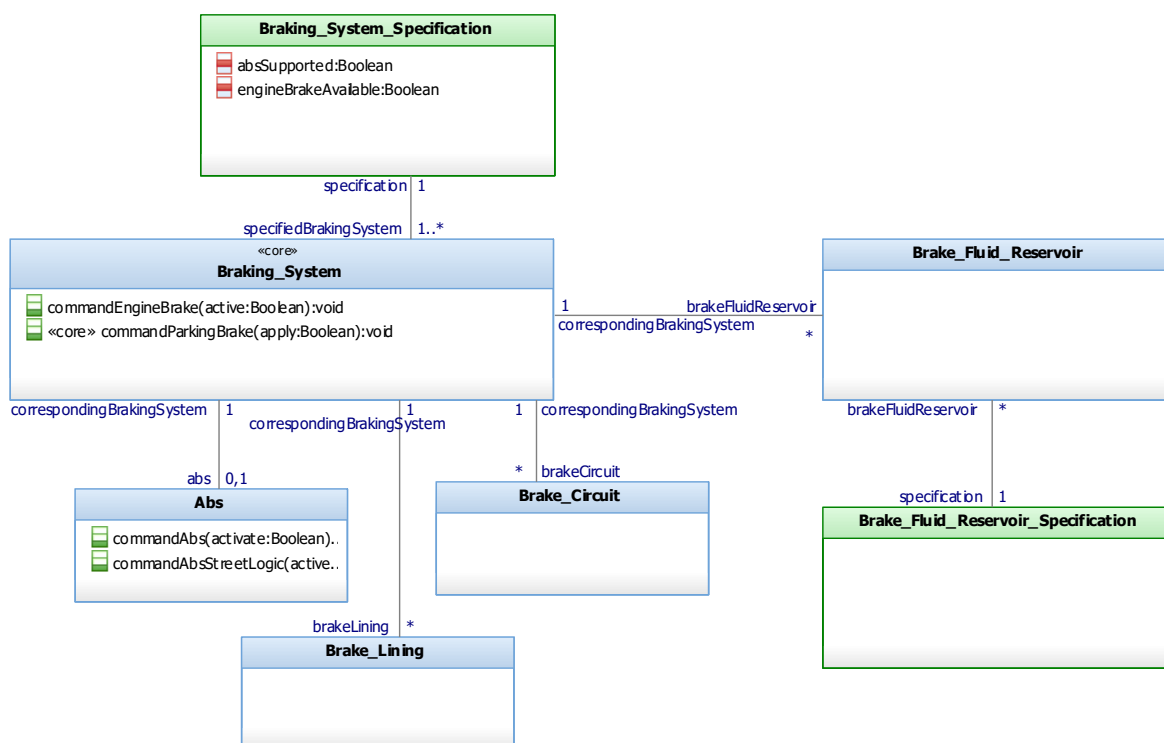 Braking_System_Specification
absSupported:Boolean
engineBrakeAvailable:Boolean
specification 1
specifiedBrakingSystem 1..*
«core»
Braking_System
commandEngineBrake(active:Boolean):void
«core» commandParkingBrake(apply:Boolean):void
1 brakeFluidReservoir
correspondingBrakingSystem *
Brake_Fluid_Reservoir
correspondingBrakingSystem 1
1 correspondingBrakingSystem
1 correspondingBrakingSystem
brakeFluidReservoir *
abs 0,1
* brakeCircuit
specification 1
Abs
commandAbs(activate:Boolean)..
commandAbsStreetLogic(active..
Brake_Circuit
Brake_Fluid_Reservoir_Specification
brakeLining *
Brake_Lining